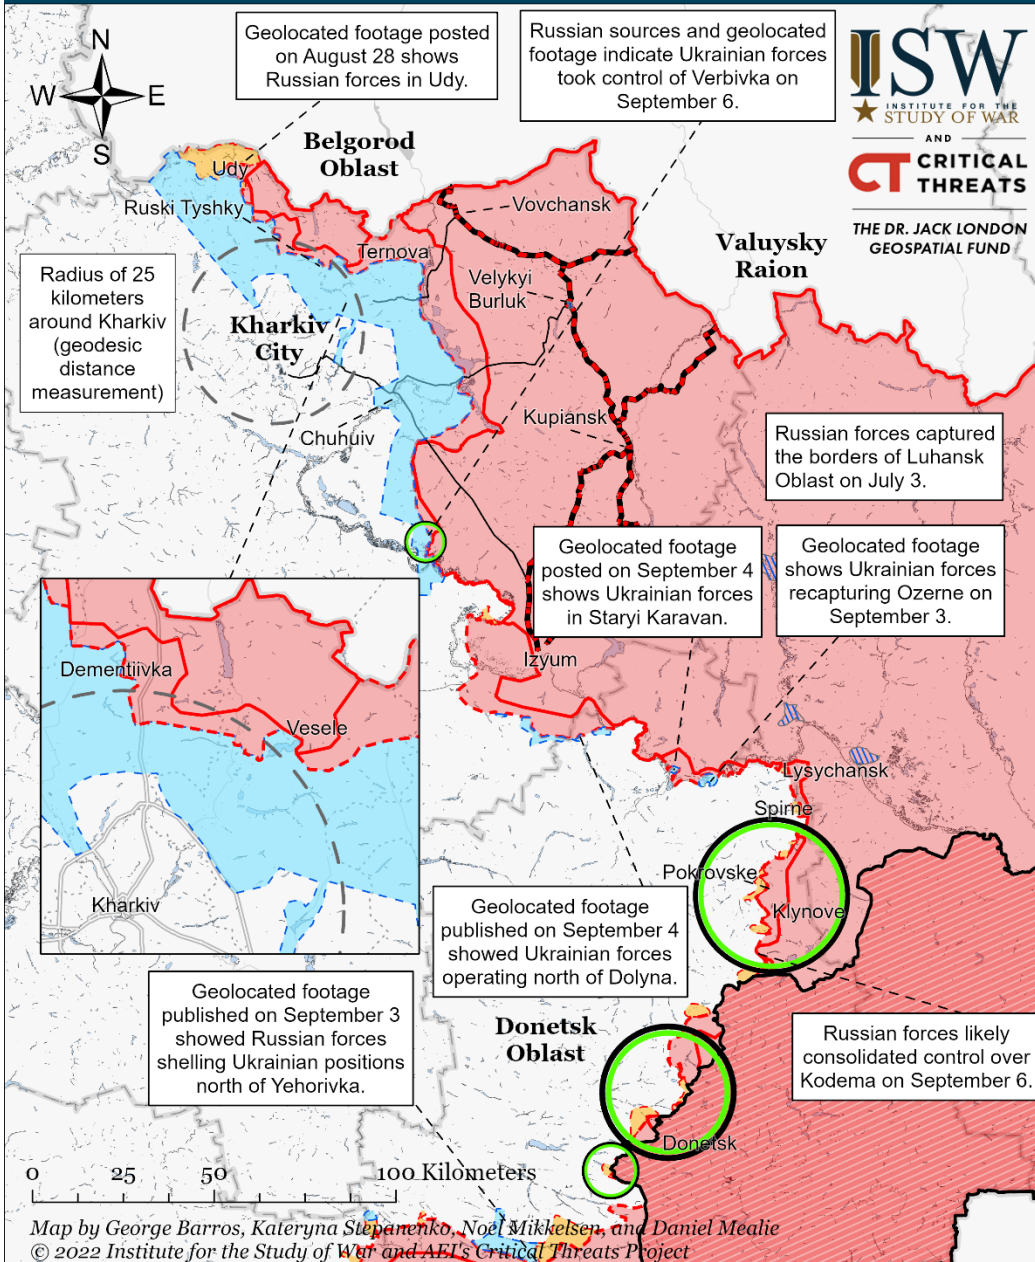 Geolocated footage posted
on August 28 shows
Russian forces in Udy.
Russian sources and geolocated
footage indicate Ukrainian forces
took control of Verbivka on
September 6.
ISW
INSTITUTE FOR THE
STUDY OF WAR
AND
CT CRITICAL
THREATS
THE DR. JACK LONDON
GEOSPATIAL FUND
N
W
E
S
Belgorod
Oblast
Udy
Ruski Tyshky
Vovchansk
Ternova
Valuysky
Raion
Velykyi
Burluk
Radius of 25
kilometers
around Kharkiv
(geodesic
distance
measurement)
Kharkiv
City
Kupiansk
Chuhuiv
Russian forces captured
the borders of Luhansk
Oblast on July 3.
Geolocated footage
posted on September 4
shows Ukrainian forces
in Staryi Karavan.
Geolocated footage
shows Ukrainian forces
recapturing Ozerne on
September 3.
Izyum
Dementiivka
Vesele
Kharkiv
Lysychansk
Spirne
Pokrovske
Klynove
Geolocated footage
published on September 4
showed Ukrainian forces
operating north of Dolyna.
Geolocated footage
published on September 3
showed Russian forces
shelling Ukrainian positions
north of Yehorivka.
Donetsk
Oblast
Russian forces likely
consolidated control over
Kodema on September 6.
Donetsk
0 25 50 100 Kilometers
Map by George Barros, Kateryna Stepanenko, Noel Mikkelsen, and Daniel Mealie
© 2022 Institute for the Study of War and AEI's Critical Threats Project